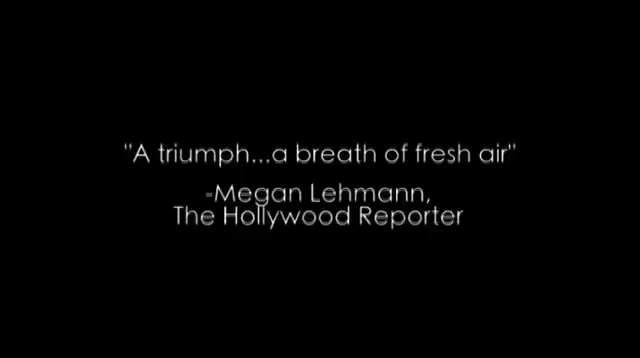 "A triumph...a breath of fresh air"
-Megan Lehmann,
The Hollywood Reporter